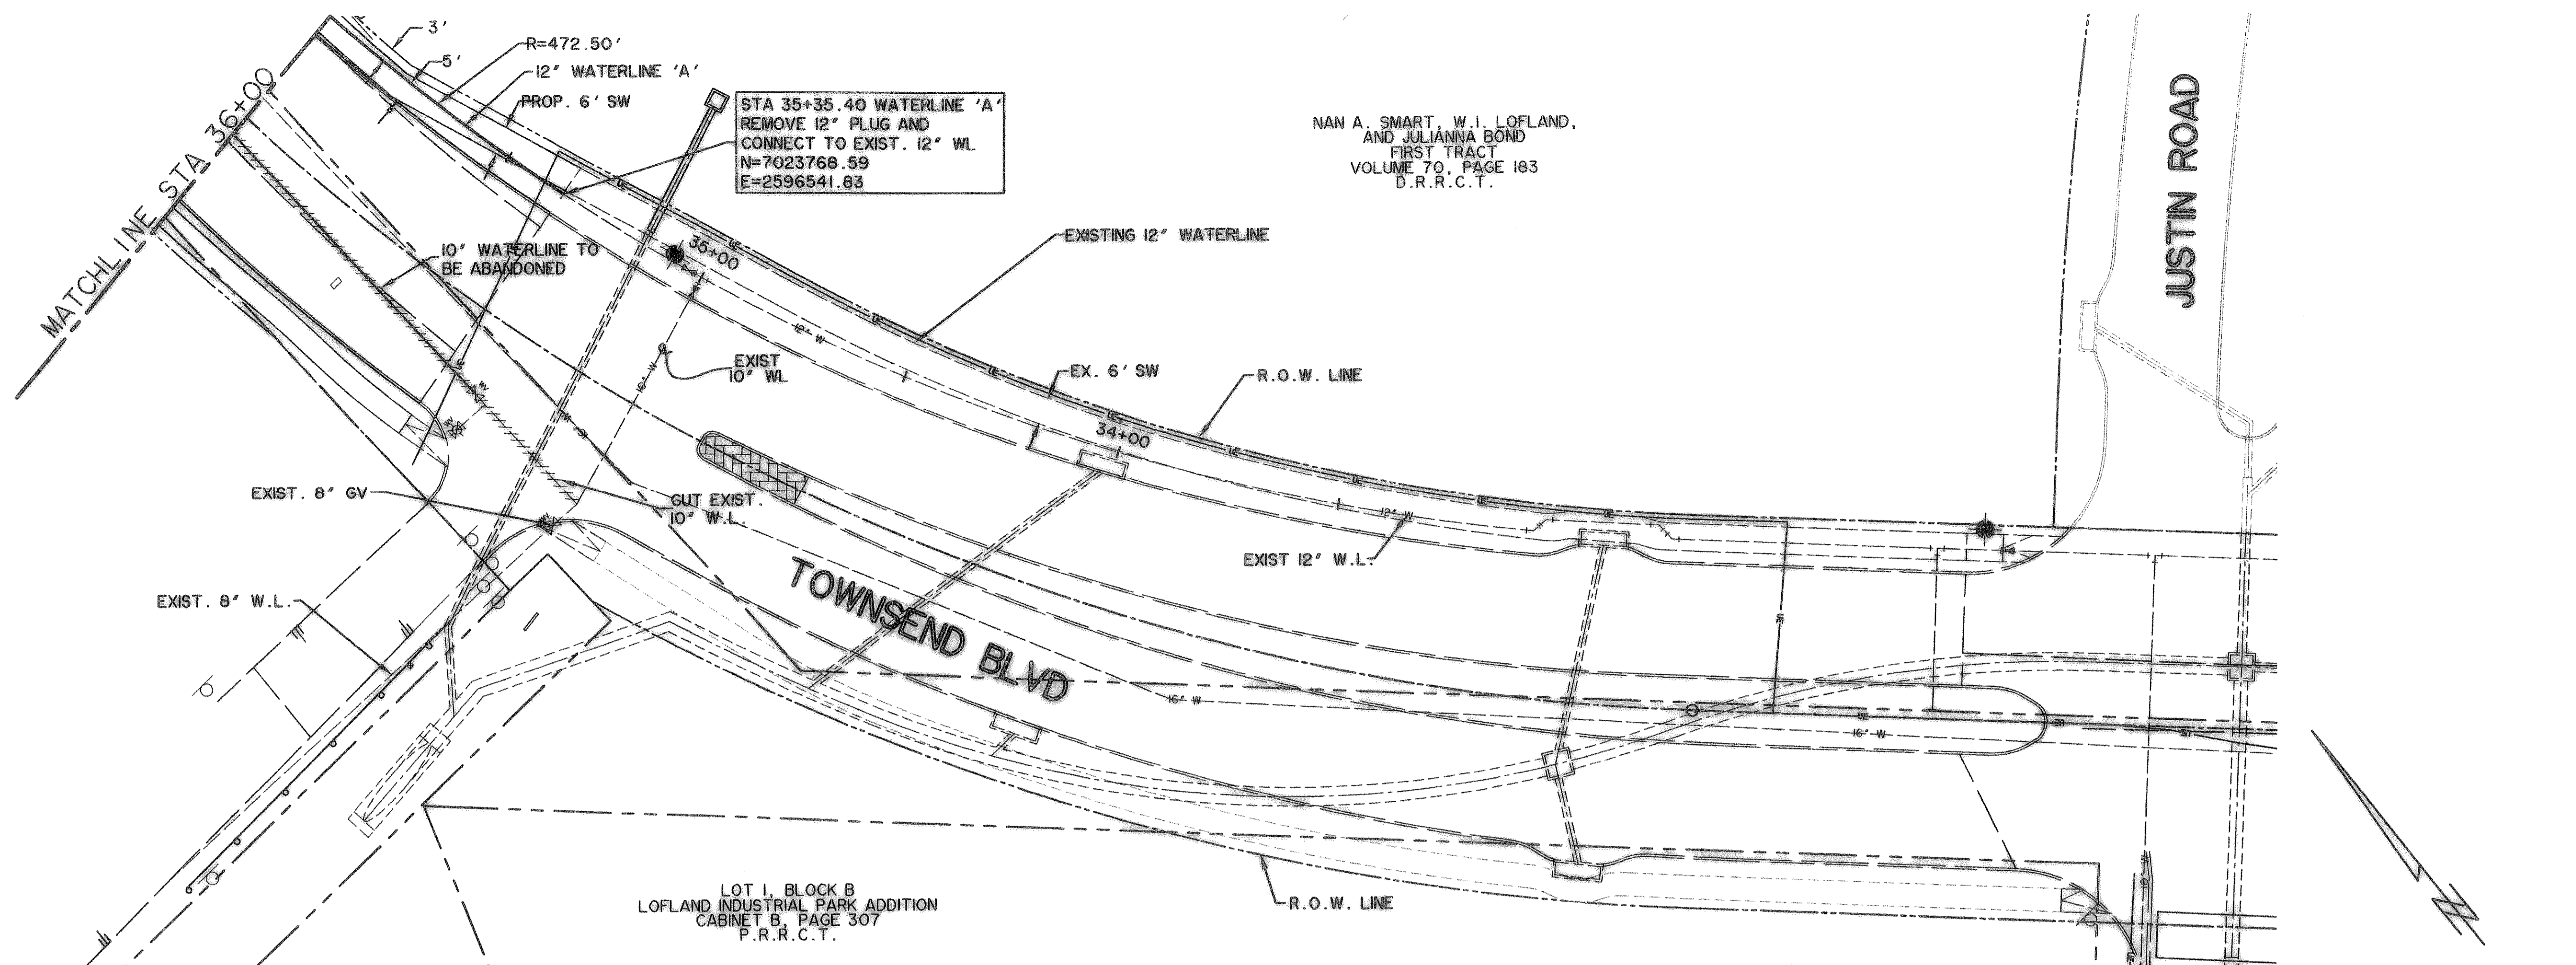 3'
R=472.50'
5'
12" WATERLINE 'A'
PROP. 6' SW
STA 35+35.40 WATERLINE 'A'
REMOVE 12" PLUG AND
CONNECT TO EXIST. 12" WL
N=7023768.59
E=2596541.83
NAN A. SMART, W.I. LOFLAND,
AND JULIANNA BOND
FIRST TRACT
VOLUME 70, PAGE 183
D.R.R.C.T.
JUSTIN ROAD
MATCHLINE STA 36+00
10" WATERLINE TO
BE ABANDONED
35+00
EXISTING 12" WATERLINE
12" W
EXIST
10" WL
10" W
EX. 6' SW
R.O.W. LINE
34+00
EXIST. 8" GV
GUT EXIST.
10" W.L.
12" W
EXIST 12" W.L.
TOWNSEND BLVD
EXIST. 8" W.L.
16" W
16" W
LOT 1, BLOCK B
LOFLAND INDUSTRIAL PARK ADDITION
CABINET B, PAGE 307
P.R.R.C.T.
R.O.W. LINE